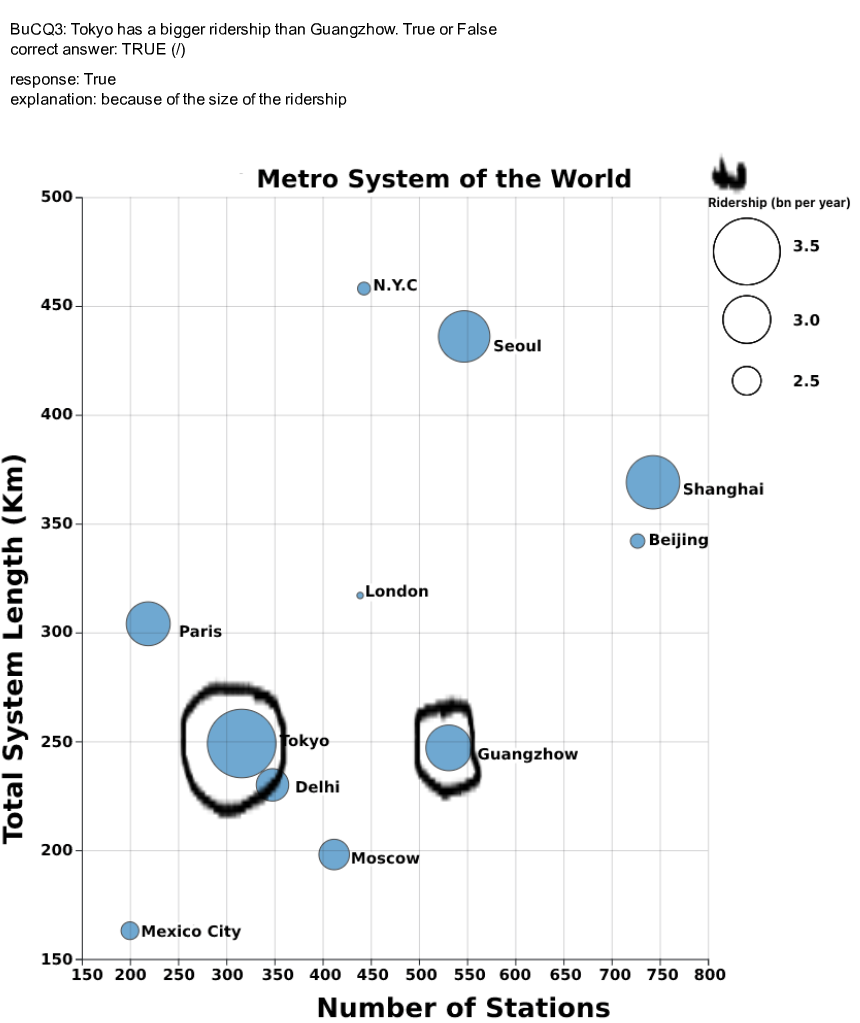 BuCQ3: Tokyo has a bigger ridership than Guangzhow. True or False
correct answer: TRUE (/)
response: True
explanation: because of the size of the ridership
Metro System of the World
Ridership (bn per year)
3.5
3.0
2.5
500
450
400
350
300
250
200
150
Total System Length (Km)
N.Y.C
Seoul
Shanghai
Beijing
London
Paris
Tokyo
Guangzhow
Delhi
Moscow
Mexico City
150 200 250 300 350 400 450 500 550 600 650 700 750 800
Number of Stations